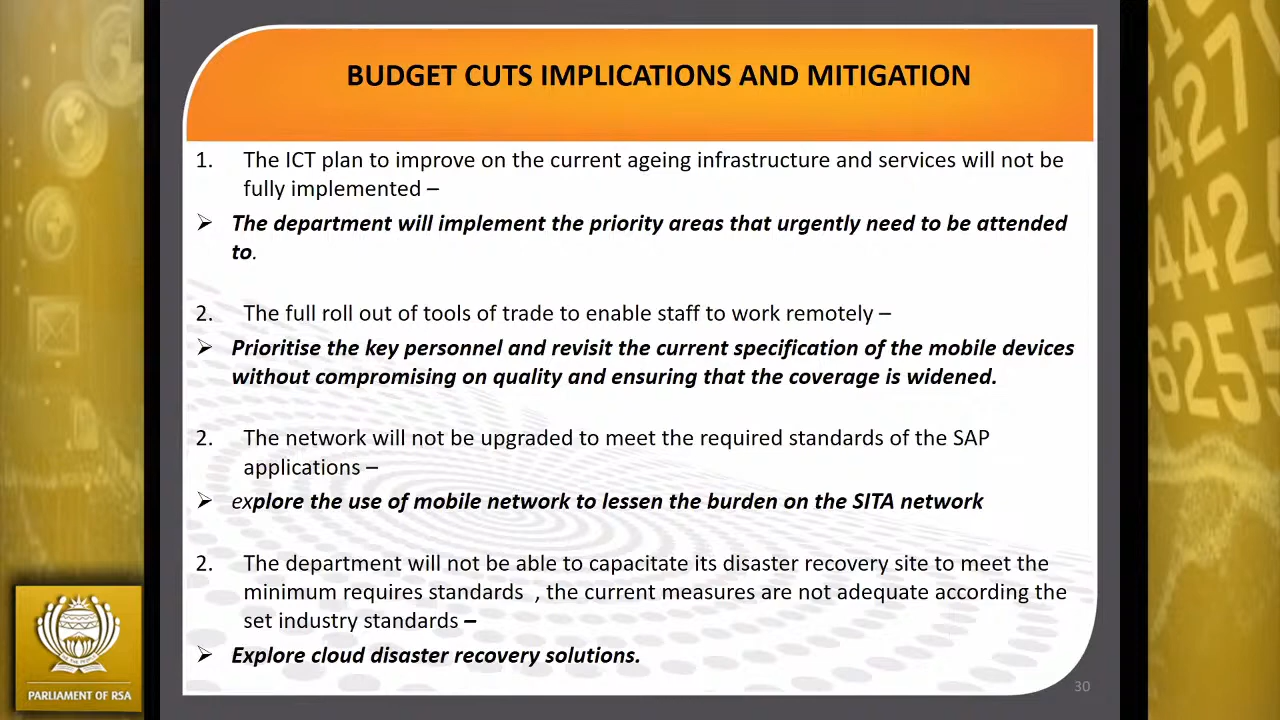 BUDGET CUTS IMPLICATIONS AND MITIGATION
1. The ICT plan to improve on the current ageing infrastructure and services will not be
fully implemented –
➢ The department will implement the priority areas that urgently need to be attended
to.
2. The full roll out of tools of trade to enable staff to work remotely –
➢ Prioritise the key personnel and revisit the current specification of the mobile devices
without compromising on quality and ensuring that the coverage is widened.
2. The network will not be upgraded to meet the required standards of the SAP
applications –
➢ explore the use of mobile network to lessen the burden on the SITA network
2. The department will not be able to capacitate its disaster recovery site to meet the
minimum requires standards , the current measures are not adequate according the
set industry standards –
➢ Explore cloud disaster recovery solutions.
30
PARLIAMENT OF RSA